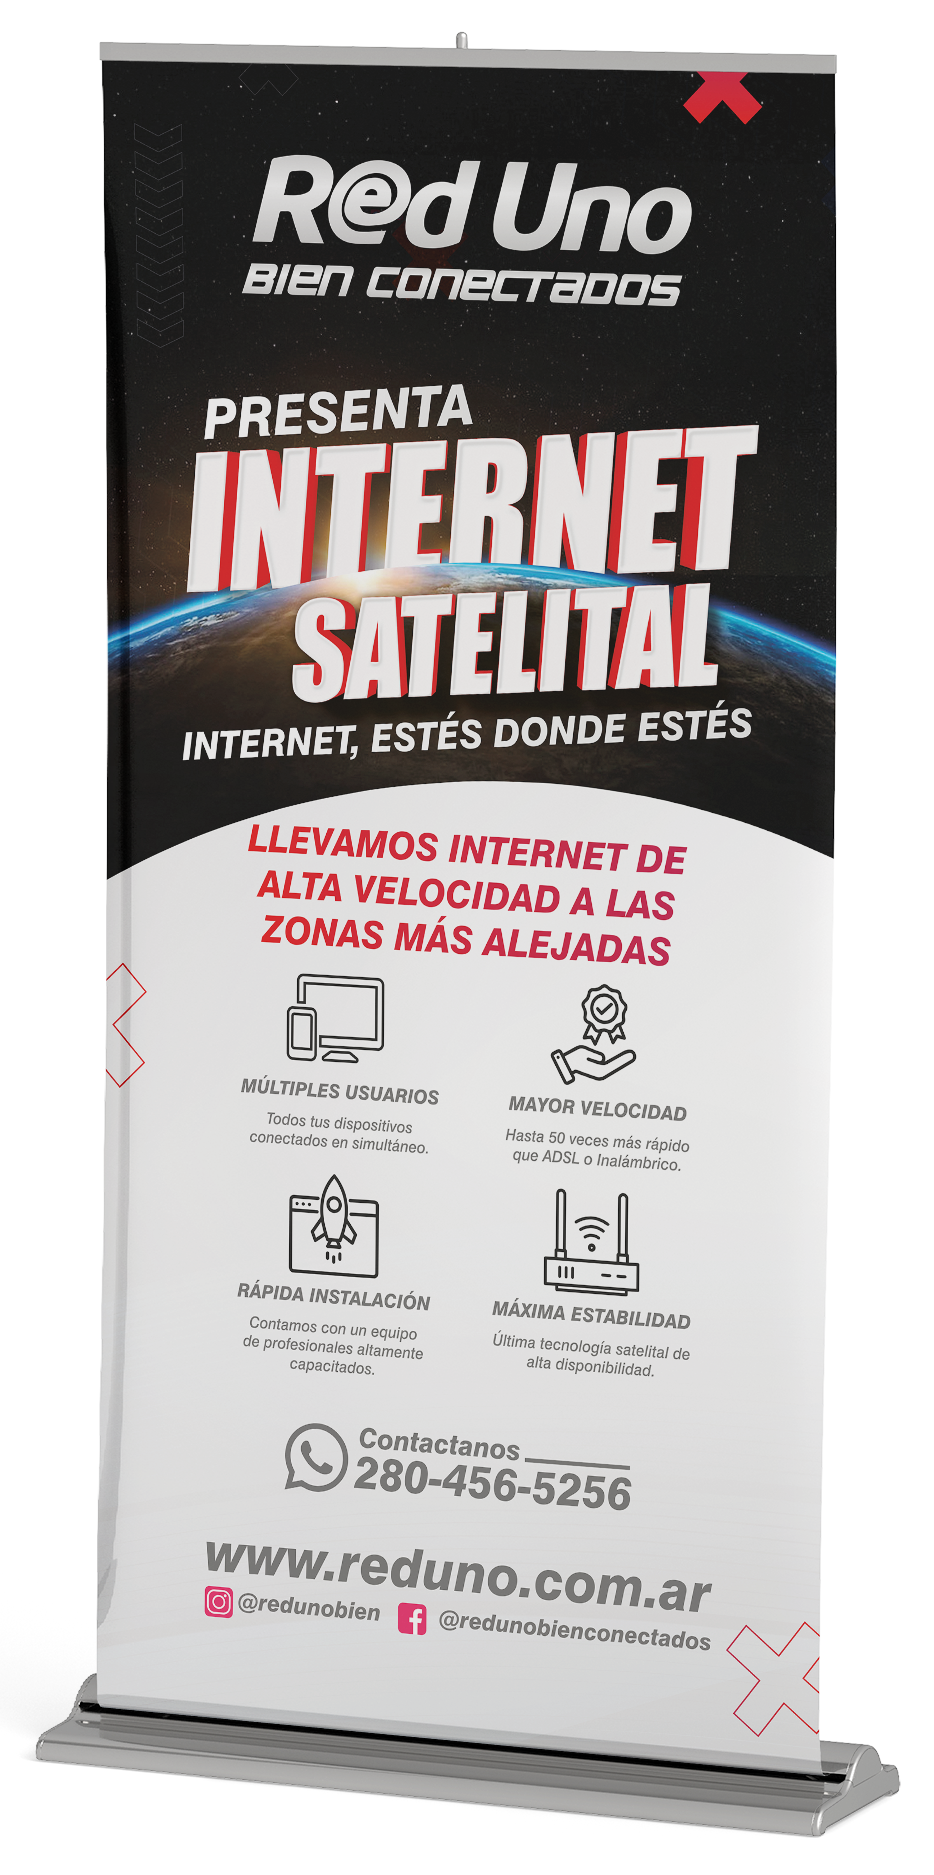 Red Uno
BIEN CONECTADOS
PRESENTA
INTERNET
SATELITAL
INTERNET, ESTÉS DONDE ESTÉS
LLEVAMOS INTERNET DE
ALTA VELOCIDAD A LAS
ZONAS MÁS ALEJADAS
MÚLTIPLES USUARIOS
Todos tus dispositivos
conectados en simultáneo.
MAYOR VELOCIDAD
Hasta 50 veces más rápido
que ADSL o Inalámbrico.
RÁPIDA INSTALACIÓN
Contamos con un equipo
de profesionales altamente
capacitados.
MÁXIMA ESTABILIDAD
Última tecnología satelital de
alta disponibilidad.
Contactanos
280-456-5256
www.reduno.com.ar
@redunobien @redunobienconectados